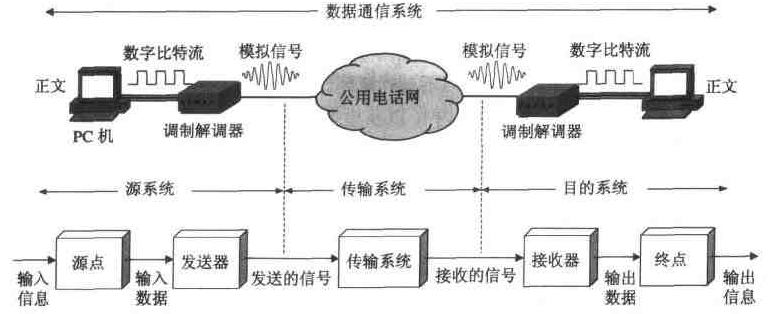 数据通信系统
数字比特流
模拟信号
模拟信号
数字比特流
正文
公用电话网
正文
PC 机
调制解调器
调制解调器
源系统
传输系统
目的系统
源点
发送器
传输系统
接收器
终点
输入
信息
输入
数据
发送的信号
接收的信号
输出
数据
输出
信息